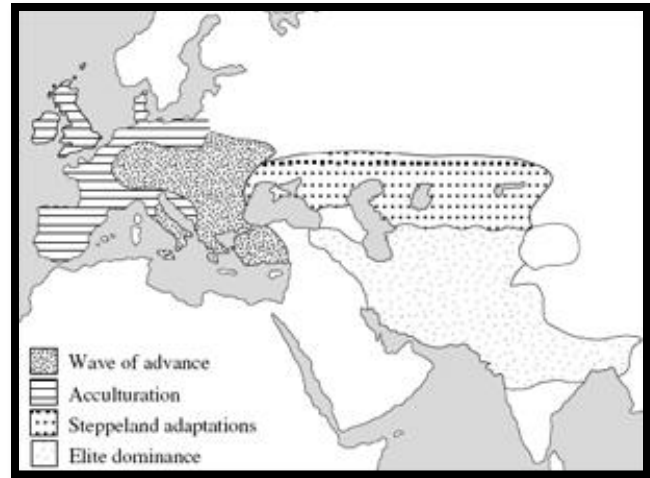 Wave of advance
Acculturation
Steppeland adaptations
Elite dominance